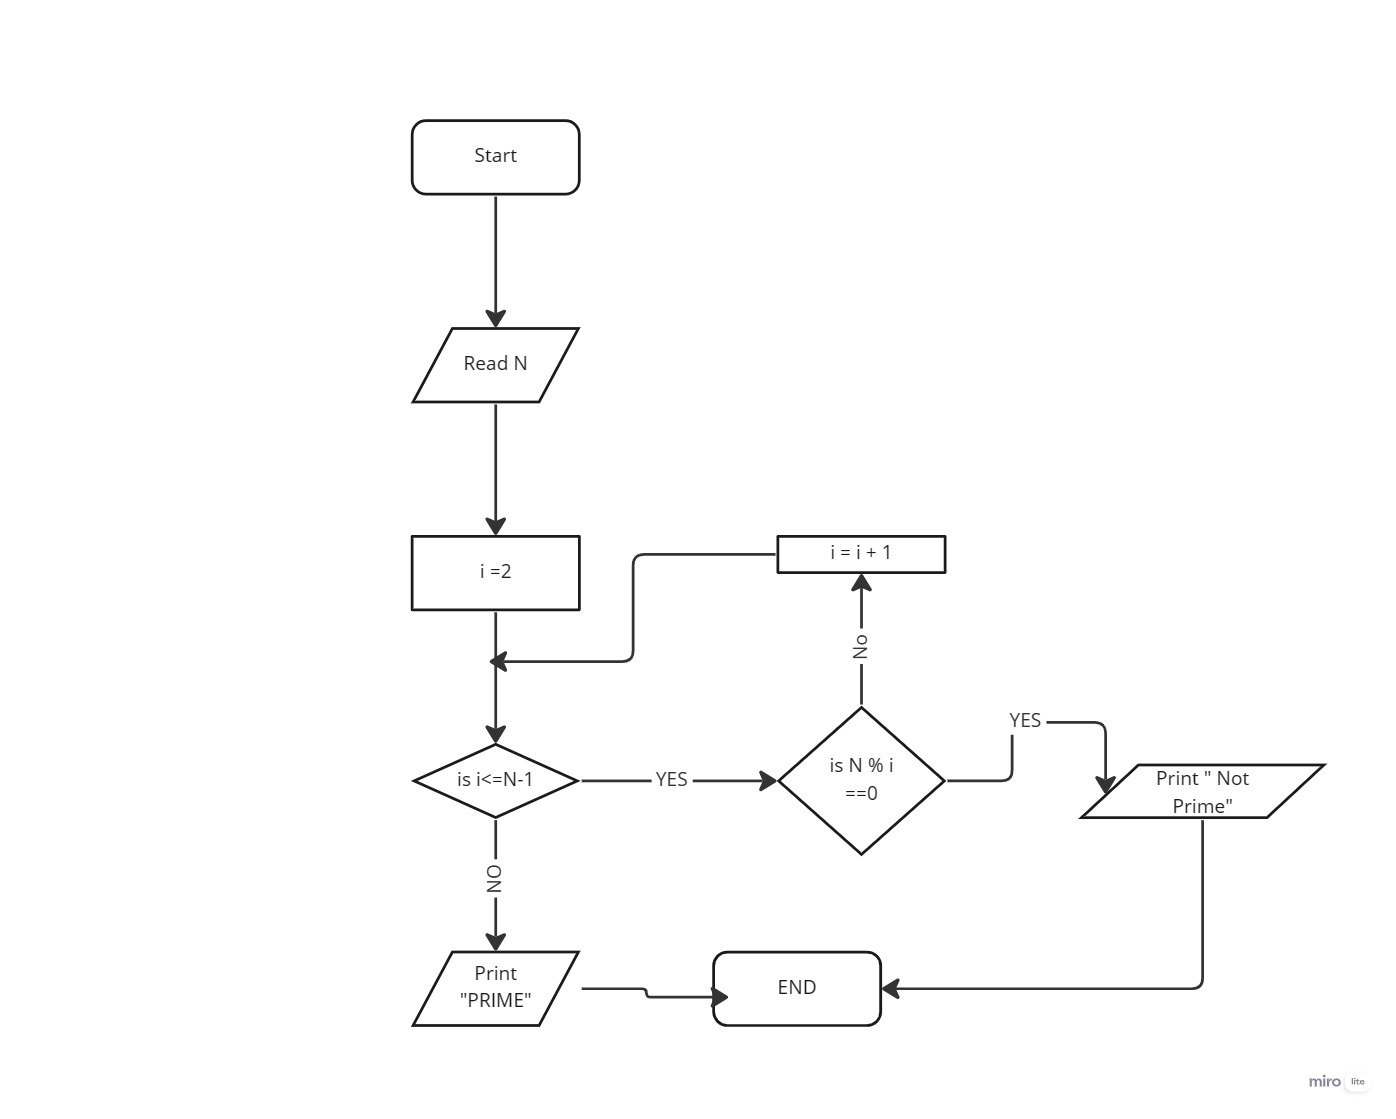 Start
Read N
i =2
i = i + 1
No
is i<=N-1
YES
is N % i
==0
YES
Print " Not
Prime"
NO
Print
"PRIME"
END
miro lite